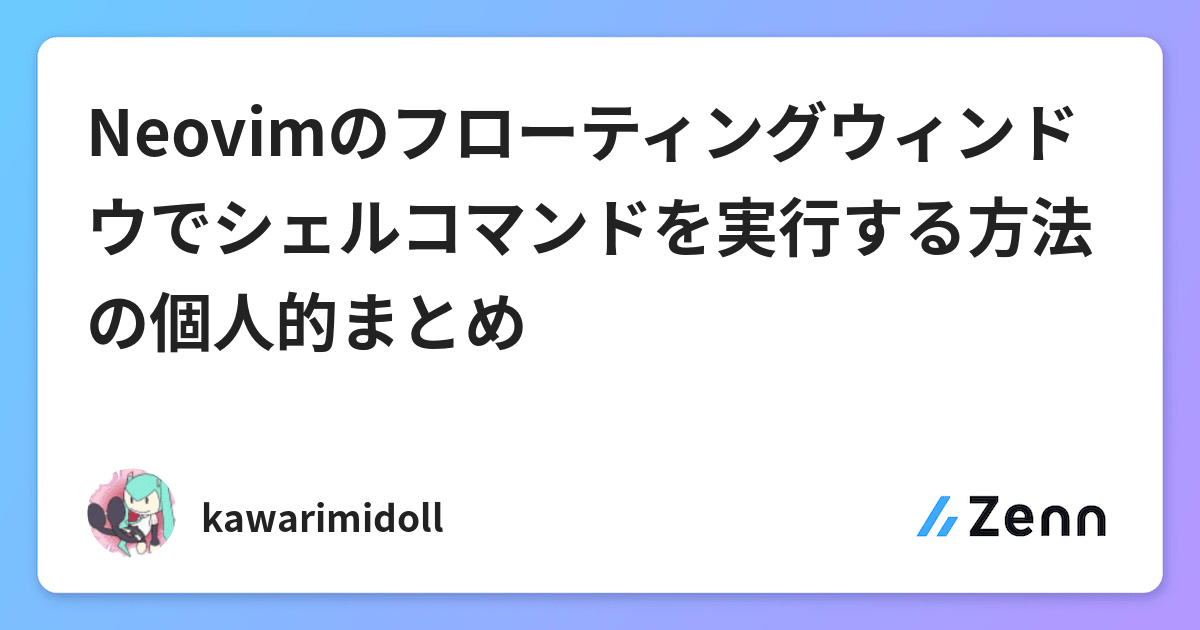 Neovimのフローティングウィンド
ウでシェルコマンドを実行する方法
の個人的まとめ
kawarimidoll
Zenn